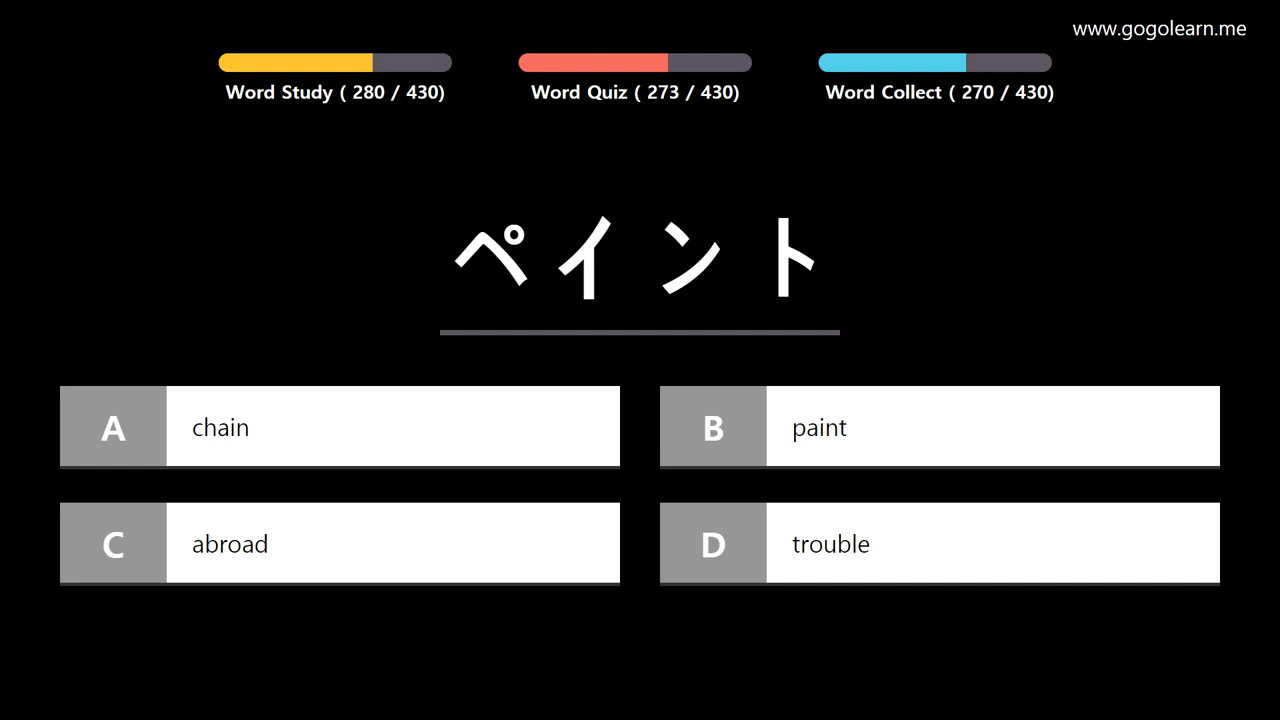 www.gogolearn.me
Word Study ( 280 / 430) Word Quiz ( 273 / 430) Word Collect ( 270 / 430)
ペイント
A chain
B paint
C abroad
D trouble